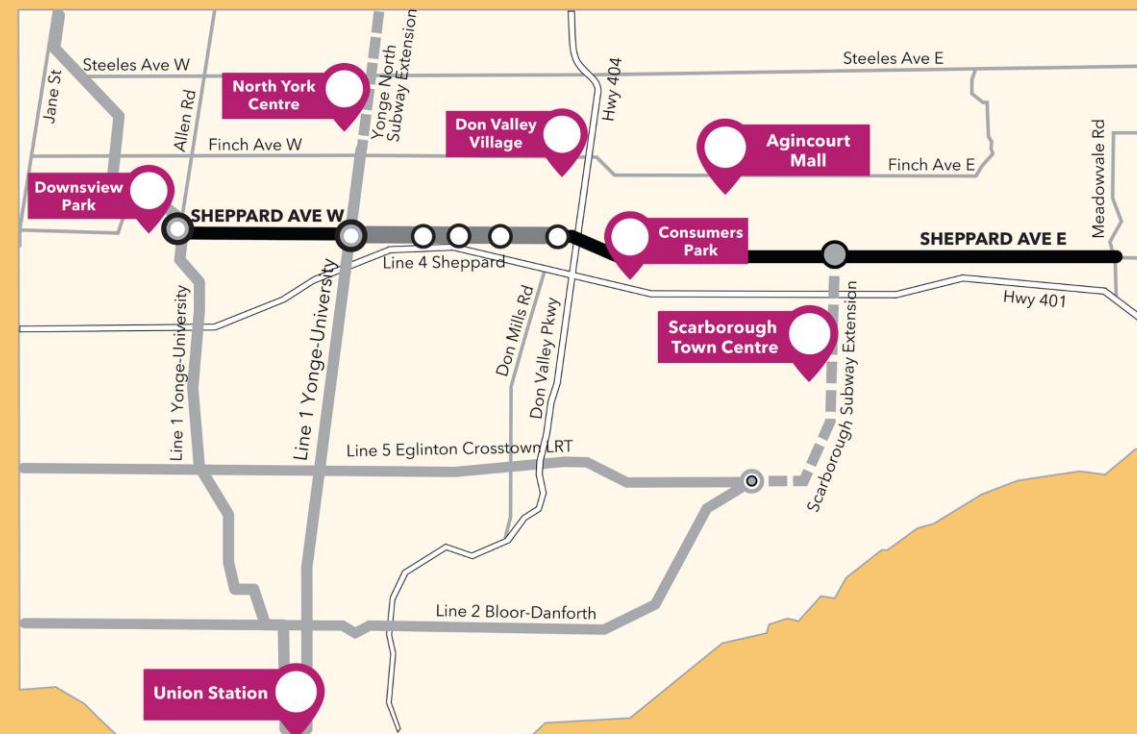 Steeles Ave W
Steeles Ave E
Jane St
Allen Rd
North York
Centre
Yonge North
Subway Extension
Hwy 404
Don Valley
Village
Finch Ave W
Agincourt
Mall
Finch Ave E
Meadowvale Rd
Downsview
Park
SHEPPARD AVE W
Consumers
Park
SHEPPARD AVE E
Line 4 Sheppard
Hwy 401
Line 1 Yonge-University
Line 1 Yonge-University
Don Mills Rd
Don Valley Pkwy
Scarborough
Town Centre
Scarborough Subway Extension
Line 5 Eglinton Crosstown LRT
Line 2 Bloor-Danforth
Union Station